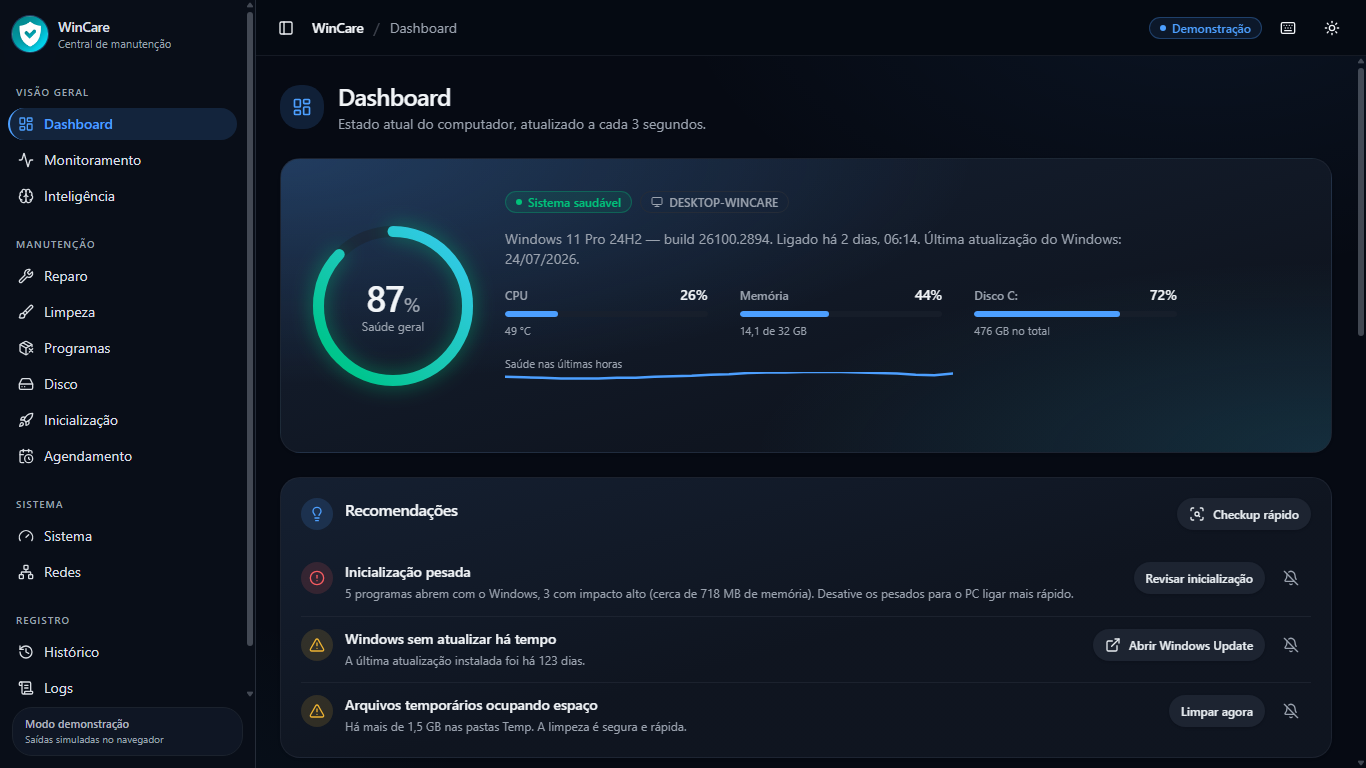 WinCare
Central de manutenção
VISÃO GERAL
Dashboard
Monitoramento
Inteligência
MANUTENÇÃO
Reparo
Limpeza
Programas
Disco
Inicialização
Agendamento
SISTEMA
Sistema
Redes
REGISTRO
Histórico
Logs
Modo demonstração
Saídas simuladas no navegador
WinCare / Dashboard
Demonstração
Dashboard
Estado atual do computador, atualizado a cada 3 segundos.
87%
Saúde geral
Sistema saudável
DESKTOP-WINCARE
Windows 11 Pro 24H2 — build 26100.2894. Ligado há 2 dias, 06:14. Última atualização do Windows:
24/07/2026.
CPU 26%
49 °C
Memória 44%
14,1 de 32 GB
Disco C: 72%
476 GB no total
Saúde nas últimas horas
Recomendações
Checkup rápido
Inicialização pesada
5 programas abrem com o Windows, 3 com impacto alto (cerca de 718 MB de memória). Desative os pesados para o PC ligar mais rápido.
Revisar inicialização
Windows sem atualizar há tempo
A última atualização instalada foi há 123 dias.
Abrir Windows Update
Arquivos temporários ocupando espaço
Há mais de 1,5 GB nas pastas Temp. A limpeza é segura e rápida.
Limpar agora